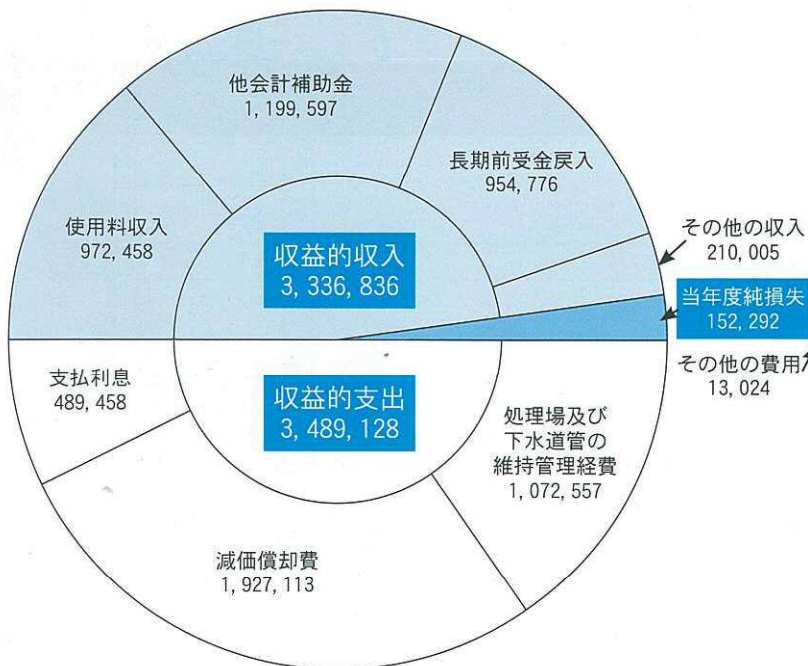 他会計補助金
1,199,597
長期前受金戻入
954,776
使用料収入
972,458
その他の収入
210,005
収益的収入
3,336,836
当年度純損失
152,292
その他の費用
13,024
支払利息
489,458
収益的支出
3,489,128
処理場及び
下水道管の
維持管理経費
1,072,557
減価償却費
1,927,113